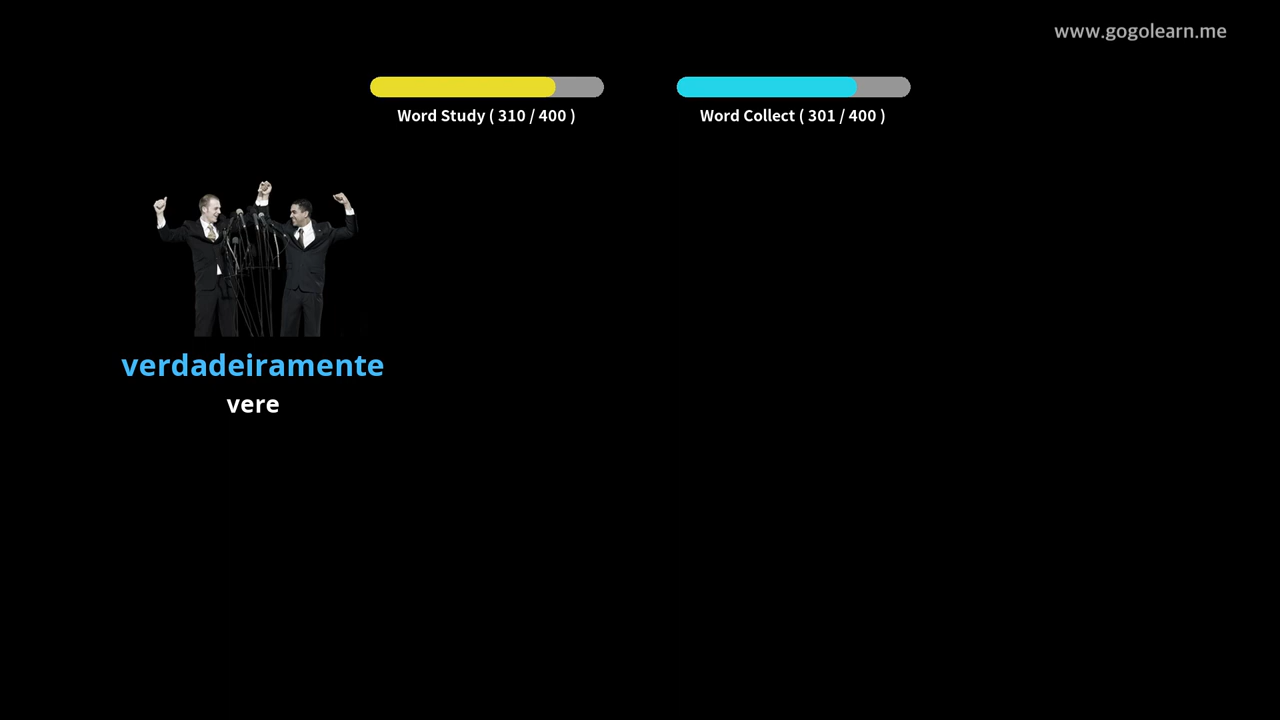 www.gogolearn.me
Word Study ( 310 / 400 )
Word Collect ( 301 / 400 )
verdadeiramente
vere